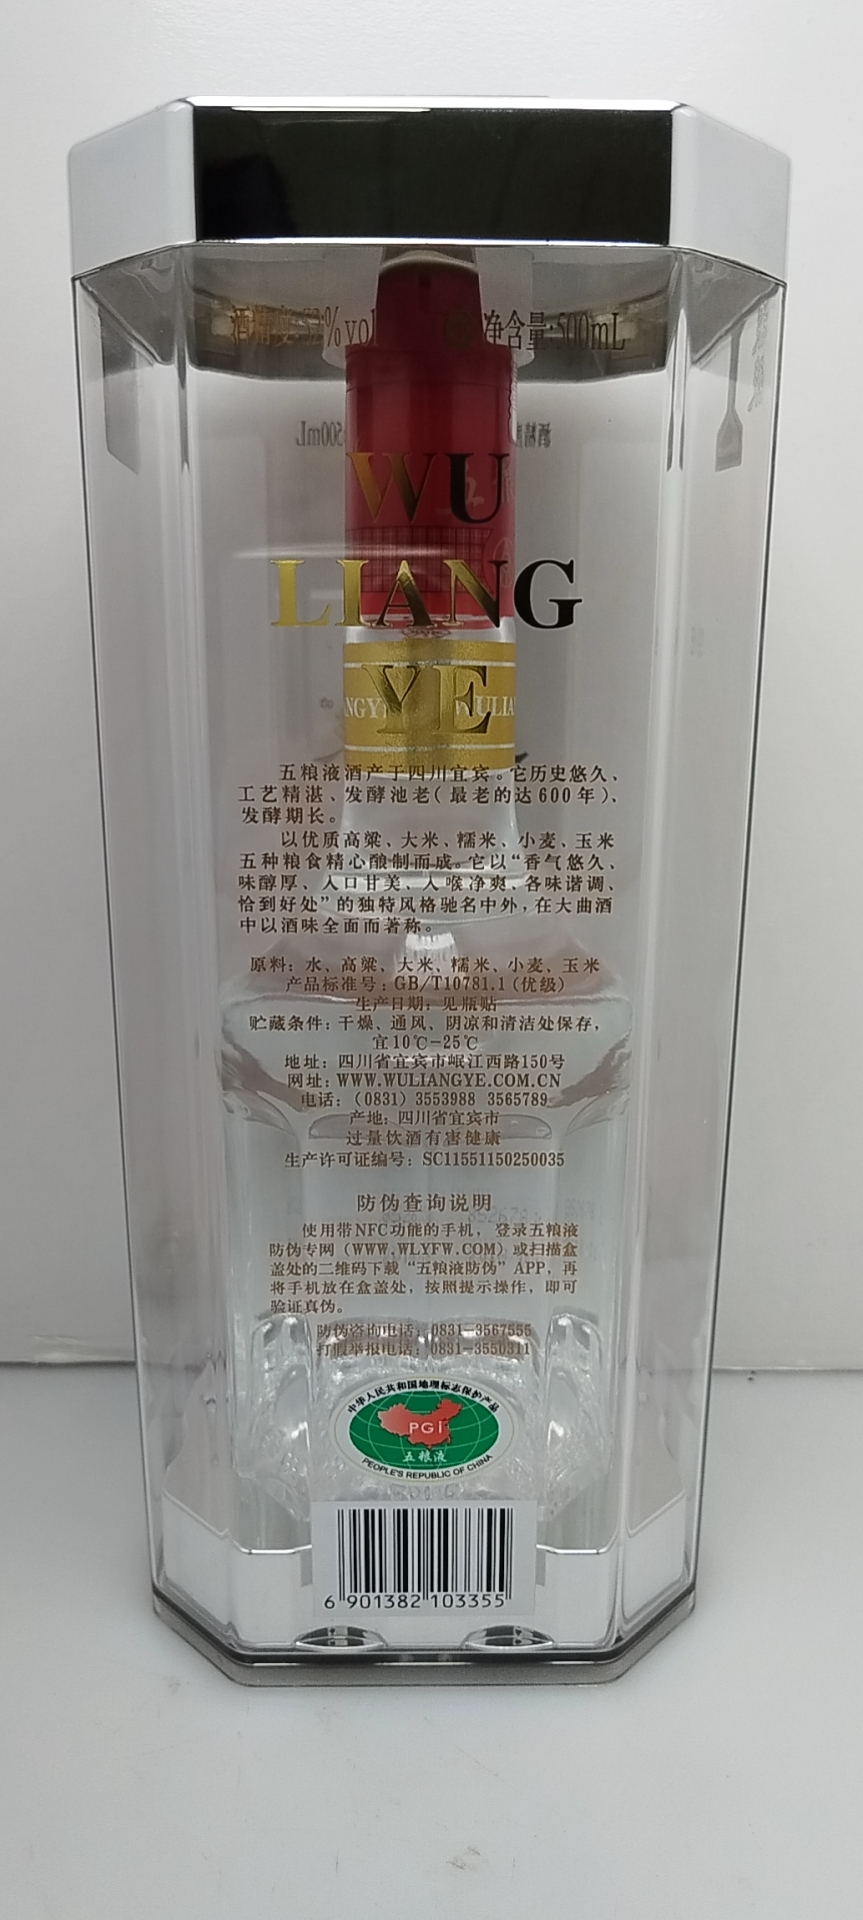 酒精度:52%vol 净含量:500mL
WU
LIANG
YE
五粮液酒产于四川宜宾。它历史悠久、
工艺精湛、发酵池老(最老的达600年)、
发酵期长。
以优质高粱、大米、糯米、小麦、玉米
五种粮食精心酿制而成。它以“香气悠久、
味醇厚、入口甘美、入喉净爽、各味谐调、
恰到好处”的独特风格驰名中外,在大曲酒
中以酒味全面而著称。
原料: 水、高粱、大米、糯米、小麦、玉米
产品标准号: GB/T10781.1(优级)
生产日期: 见瓶贴
贮藏条件: 干燥、通风、阴凉和清洁处保存,
宜10℃-25℃
地址: 四川省宜宾市岷江西路150号
网址: WWW.WULIANGYE.COM.CN
电话: (0831) 3553988 3565789
产地: 四川省宜宾市
过量饮酒有害健康
生产许可证编号: SC11551150250035
防伪查询说明
使用带NFC功能的手机, 登录五粮液
防伪专网 (WWW.WLYFW.COM) 或扫描盒
盖处的二维码下载“五粮液防伪” APP, 再
将手机放在盒盖处, 按照提示操作, 即可
验证真伪。
防伪咨询电话: 0831-3567555
打假举报电话: 0831-3550311
中华人民共和国地理标志保护产品
PGI
五粮液
PEOPLE'S REPUBLIC OF CHINA
6 901382 103355